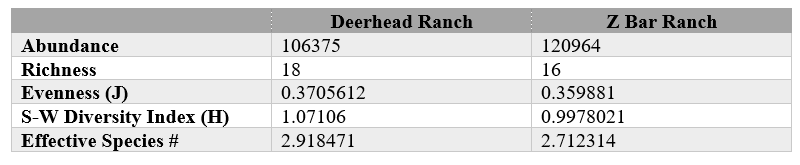 Deerhead Ranch Z Bar Ranch
Abundance 106375 120964
Richness 18 16
Evenness (J) 0.3705612 0.359881
S-W Diversity Index (H) 1.07106 0.9978021
Effective Species # 2.918471 2.712314